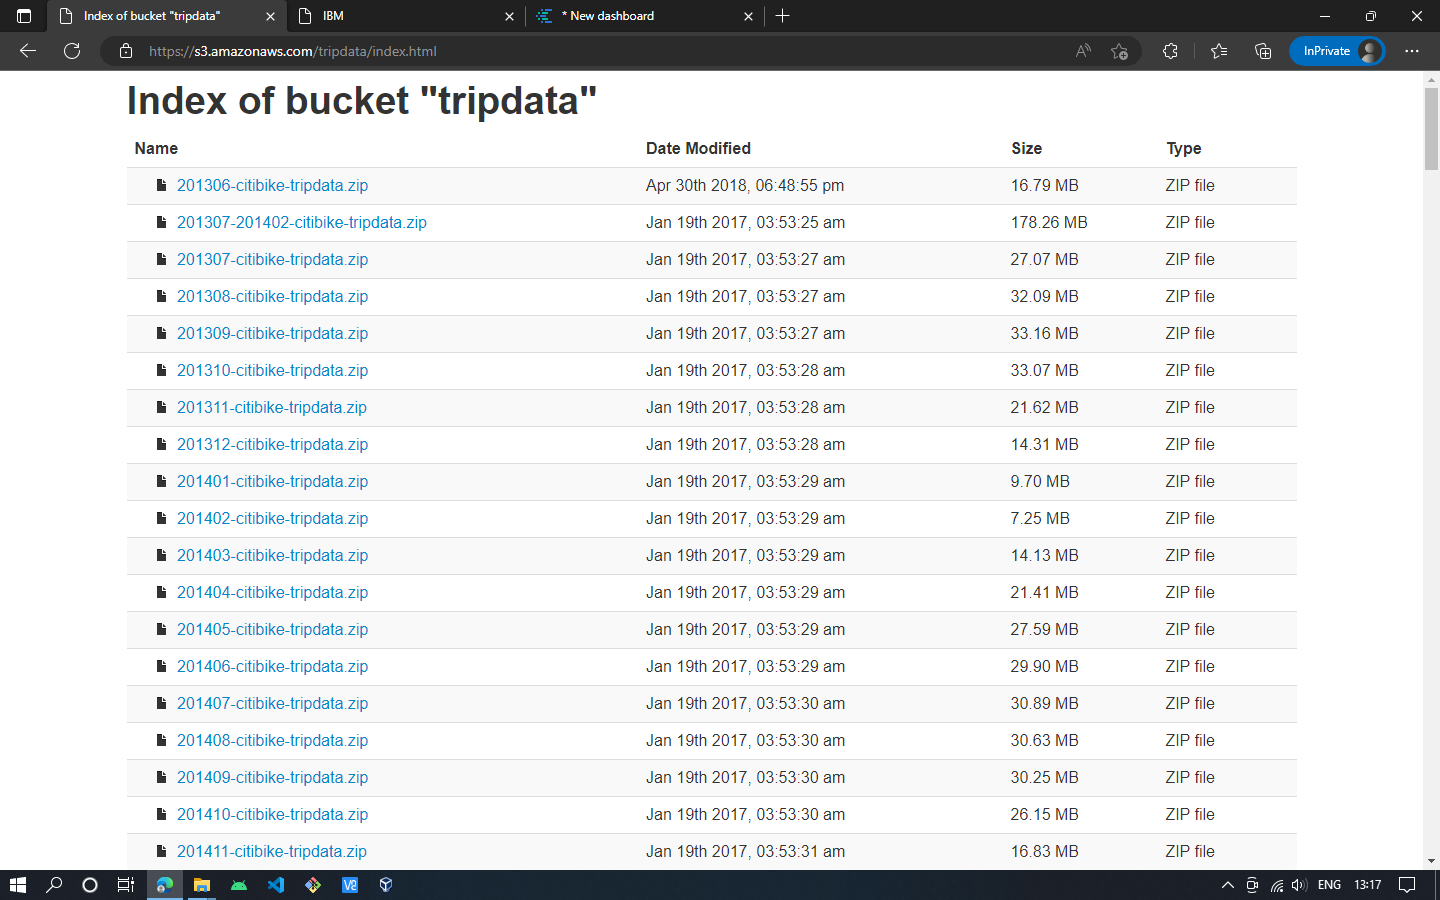 Index of bucket "tripdata"
IBM
* New dashboard
https://s3.amazonaws.com/tripdata/index.html
InPrivate
Index of bucket "tripdata"
Name Date Modified Size Type
201306-citibike-tripdata.zip Apr 30th 2018, 06:48:55 pm 16.79 MB ZIP file
201307-201402-citibike-tripdata.zip Jan 19th 2017, 03:53:25 am 178.26 MB ZIP file
201307-citibike-tripdata.zip Jan 19th 2017, 03:53:27 am 27.07 MB ZIP file
201308-citibike-tripdata.zip Jan 19th 2017, 03:53:27 am 32.09 MB ZIP file
201309-citibike-tripdata.zip Jan 19th 2017, 03:53:27 am 33.16 MB ZIP file
201310-citibike-tripdata.zip Jan 19th 2017, 03:53:28 am 33.07 MB ZIP file
201311-citibike-tripdata.zip Jan 19th 2017, 03:53:28 am 21.62 MB ZIP file
201312-citibike-tripdata.zip Jan 19th 2017, 03:53:28 am 14.31 MB ZIP file
201401-citibike-tripdata.zip Jan 19th 2017, 03:53:29 am 9.70 MB ZIP file
201402-citibike-tripdata.zip Jan 19th 2017, 03:53:29 am 7.25 MB ZIP file
201403-citibike-tripdata.zip Jan 19th 2017, 03:53:29 am 14.13 MB ZIP file
201404-citibike-tripdata.zip Jan 19th 2017, 03:53:29 am 21.41 MB ZIP file
201405-citibike-tripdata.zip Jan 19th 2017, 03:53:29 am 27.59 MB ZIP file
201406-citibike-tripdata.zip Jan 19th 2017, 03:53:29 am 29.90 MB ZIP file
201407-citibike-tripdata.zip Jan 19th 2017, 03:53:30 am 30.89 MB ZIP file
201408-citibike-tripdata.zip Jan 19th 2017, 03:53:30 am 30.63 MB ZIP file
201409-citibike-tripdata.zip Jan 19th 2017, 03:53:30 am 30.25 MB ZIP file
201410-citibike-tripdata.zip Jan 19th 2017, 03:53:30 am 26.15 MB ZIP file
201411-citibike-tripdata.zip Jan 19th 2017, 03:53:31 am 16.83 MB ZIP file
ENG 13:17